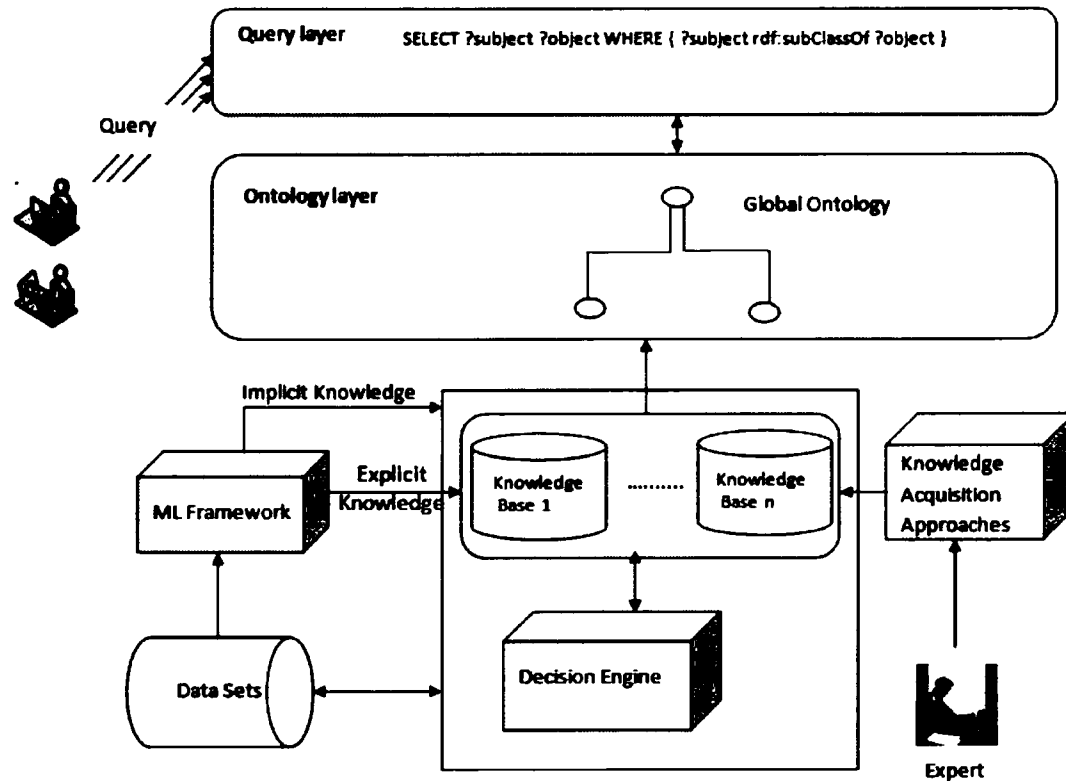 Query layer SELECT ?subject ?object WHERE { ?subject rdf:subClassOf ?object }
Query
Ontology layer
Global Ontology
Implicit Knowledge
Explicit
Knowledge
ML Framework
Knowledge
Base 1
...........
Knowledge
Base n
Knowledge
Acquisition
Approaches
Decision Engine
Data Sets
Expert